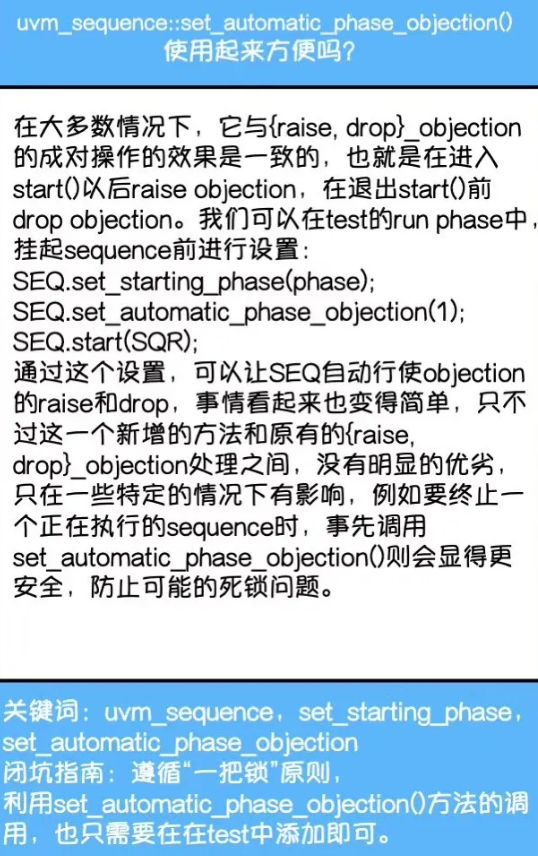 uvm_sequence::set_automatic_phase_objection()
使用起来方便吗？
在大多数情况下，它与{raise, drop}_objection
的成对操作的效果是一致的，也就是在进入
start()以后raise objection，在退出start()前
drop objection。我们可以在test的run phase中，
挂起sequence前进行设置：
SEQ.set_starting_phase(phase);
SEQ.set_automatic_phase_objection(1);
SEQ.start(SQR);
通过这个设置，可以让SEQ自动行使objection
的raise和drop，事情看起来也变得简单，只不
过这一个新增的方法和原有的{raise,
drop}_objection处理之间，没有明显的优劣，
只在一些特定的情况下有影响，例如要终止一
个正在执行的sequence时，事先调用
set_automatic_phase_objection()则会显得更
安全，防止可能的死锁问题。
关键词：uvm_sequence，set_starting_phase，
set_automatic_phase_objection
闭坑指南：遵循“一把锁”原则，
利用set_automatic_phase_objection()方法的调
用，也只需要在在test中添加即可。